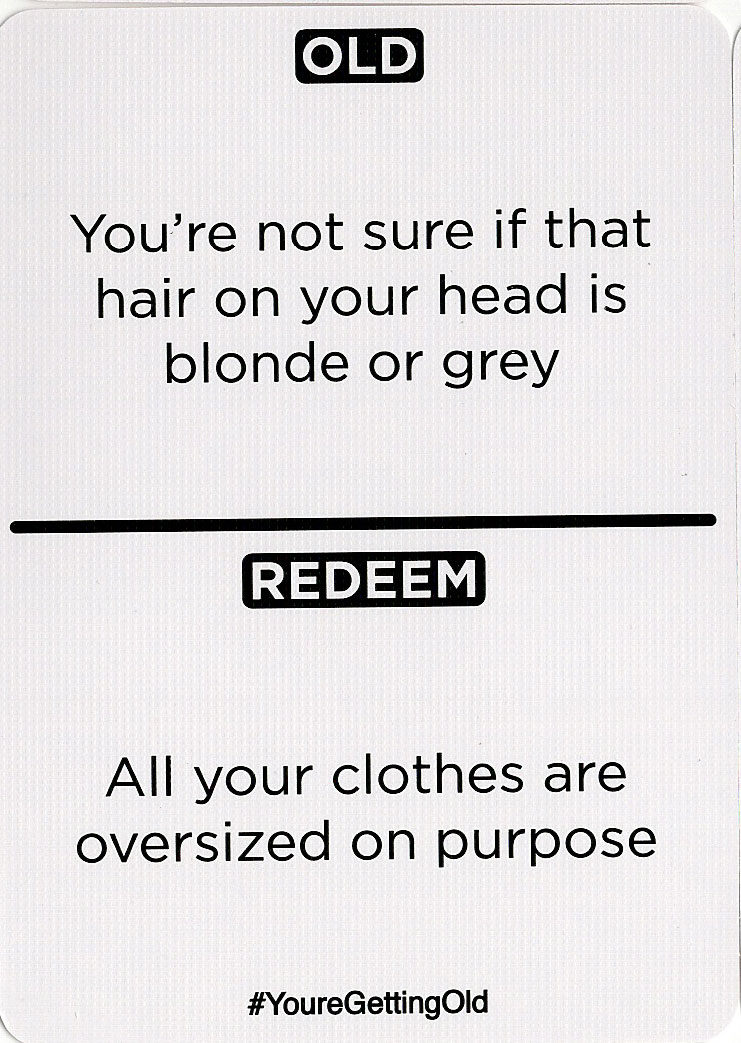 OLD
You're not sure if that
hair on your head is
blonde or grey
REDEEM
All your clothes are
oversized on purpose
#YoureGettingOld